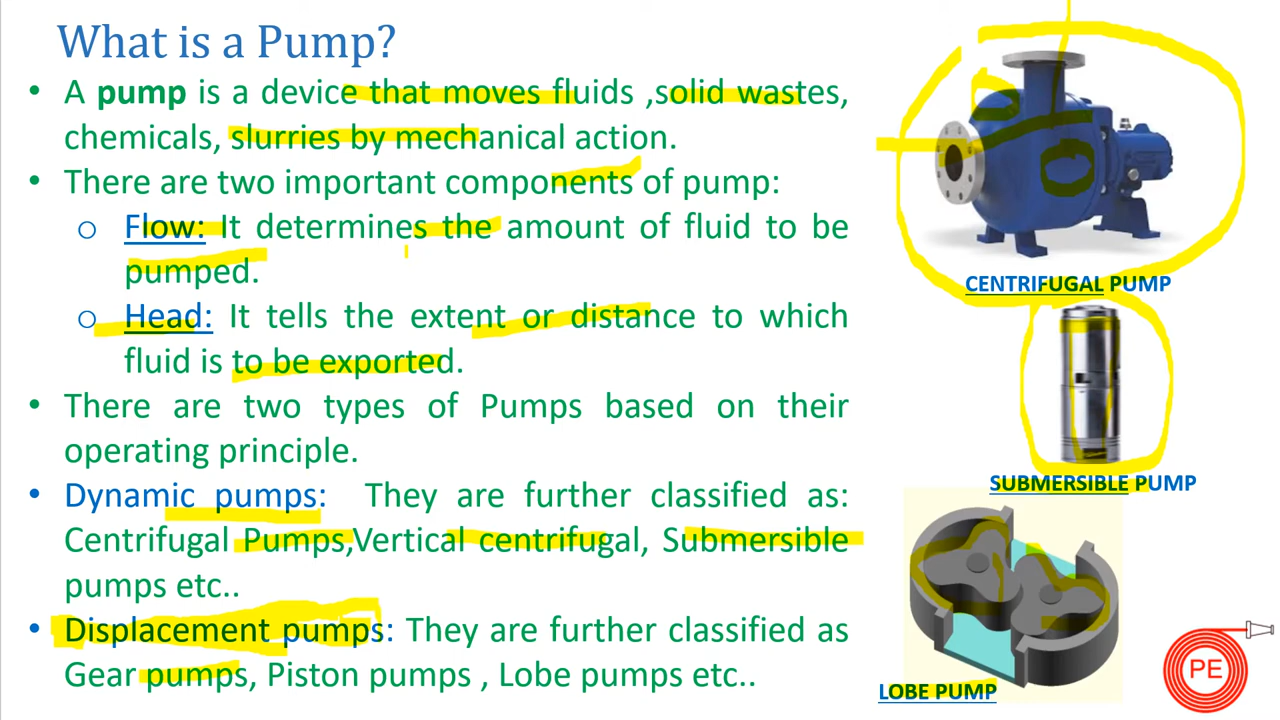 What is a Pump?
• A pump is a device that moves fluids ,solid wastes,
chemicals, slurries by mechanical action.
• There are two important components of pump:
o Flow: It determines the amount of fluid to be
pumped.
o Head: It tells the extent or distance to which
fluid is to be exported.
• There are two types of Pumps based on their
operating principle.
• Dynamic pumps: They are further classified as:
Centrifugal Pumps,Vertical centrifugal, Submersible
pumps etc..
• Displacement pumps: They are further classified as
Gear pumps, Piston pumps , Lobe pumps etc..
CENTRIFUGAL PUMP
SUBMERSIBLE PUMP
LOBE PUMP
PE